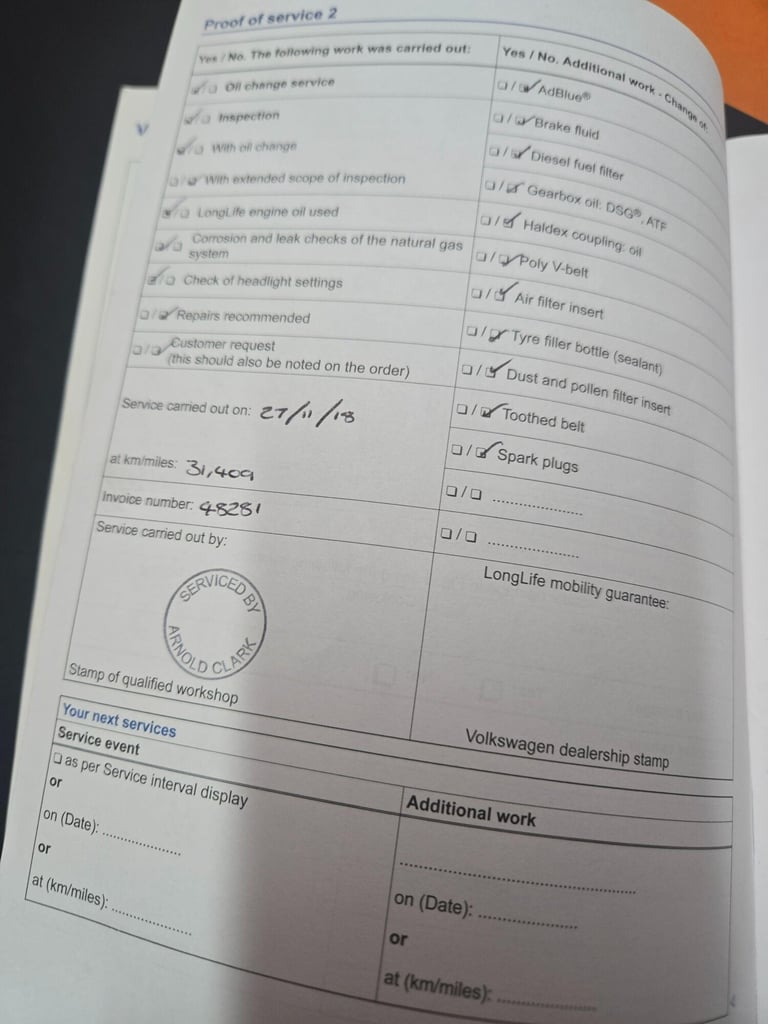 Proof of service 2
Yes / No. The following work was carried out:
☑/☐ Oil change service
☑/☐ Inspection
☑/☐ With oil change
☐/☑ With extended scope of inspection
☑/☐ LongLife engine oil used
☐/☑ Corrosion and leak checks of the natural gas
system
☑/☐ Check of headlight settings
☐/☑ Repairs recommended
☐/☑ Customer request
(this should also be noted on the order)
Service carried out on: 27/11/18
at km/miles: 31,409
Invoice number: 48281
Service carried out by:
SERVICED BY
ARNOLD CLARK
Stamp of qualified workshop
Yes / No. Additional work - Change of:
☐/☑ AdBlue®
☐/☑ Brake fluid
☐/☑ Diesel fuel filter
☐/☑ Gearbox oil: DSG®, ATF
☐/☑ Haldex coupling: oil
☐/☑ Poly V-belt
☐/☑ Air filter insert
☐/☑ Tyre filler bottle (sealant)
☐/☑ Dust and pollen filter insert
☐/☑ Toothed belt
☐/☑ Spark plugs
☐/☐ ....................
☐/☐ ....................
LongLife mobility guarantee:
Volkswagen dealership stamp
Your next services
Service event
☐ as per Service interval display
or
on (Date): ..................
or
at (km/miles): ..................
Additional work
......................................................
on (Date): ......................
or
at (km/miles): ......................